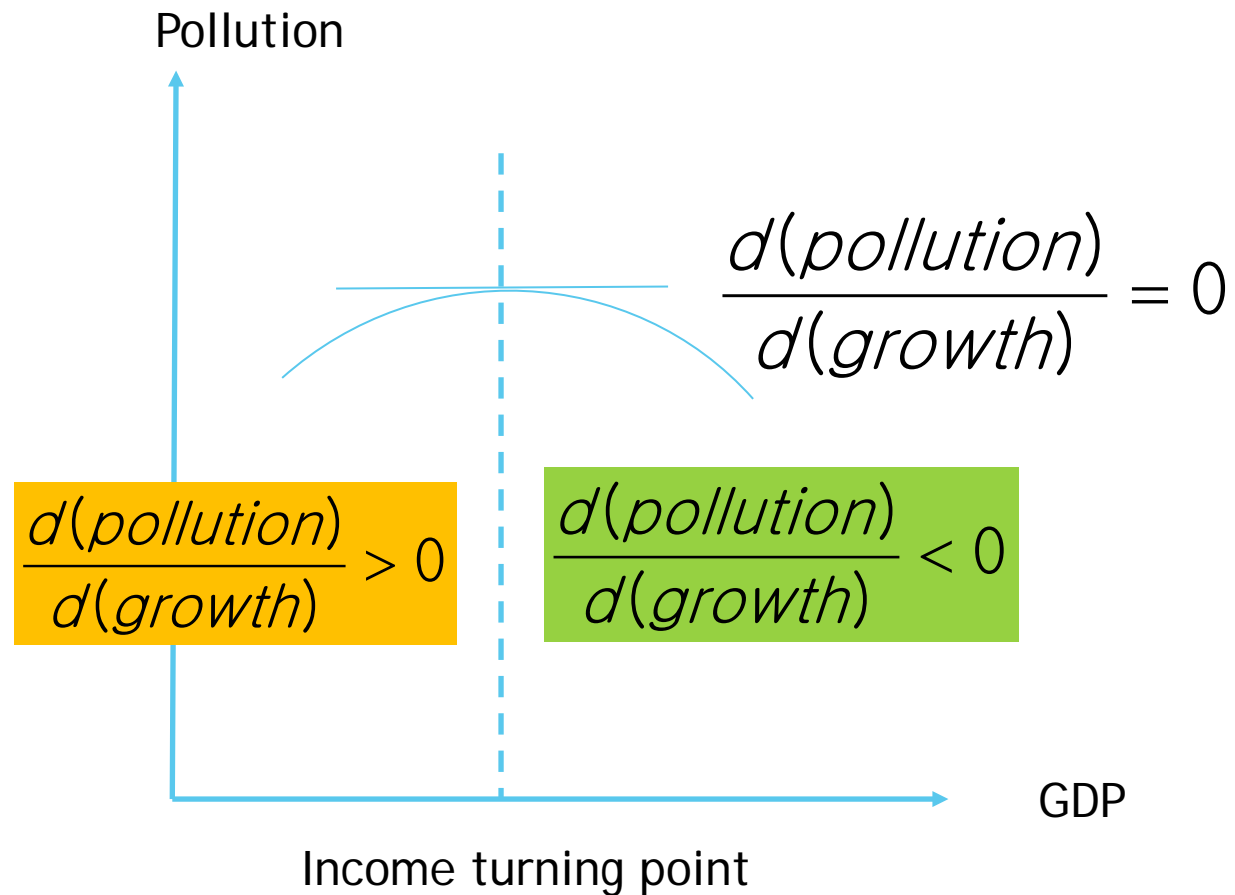 Pollution
d(pollution)
d(growth)
= 0
d(pollution)
d(growth)
> 0
d(pollution)
d(growth)
< 0
GDP
Income turning point